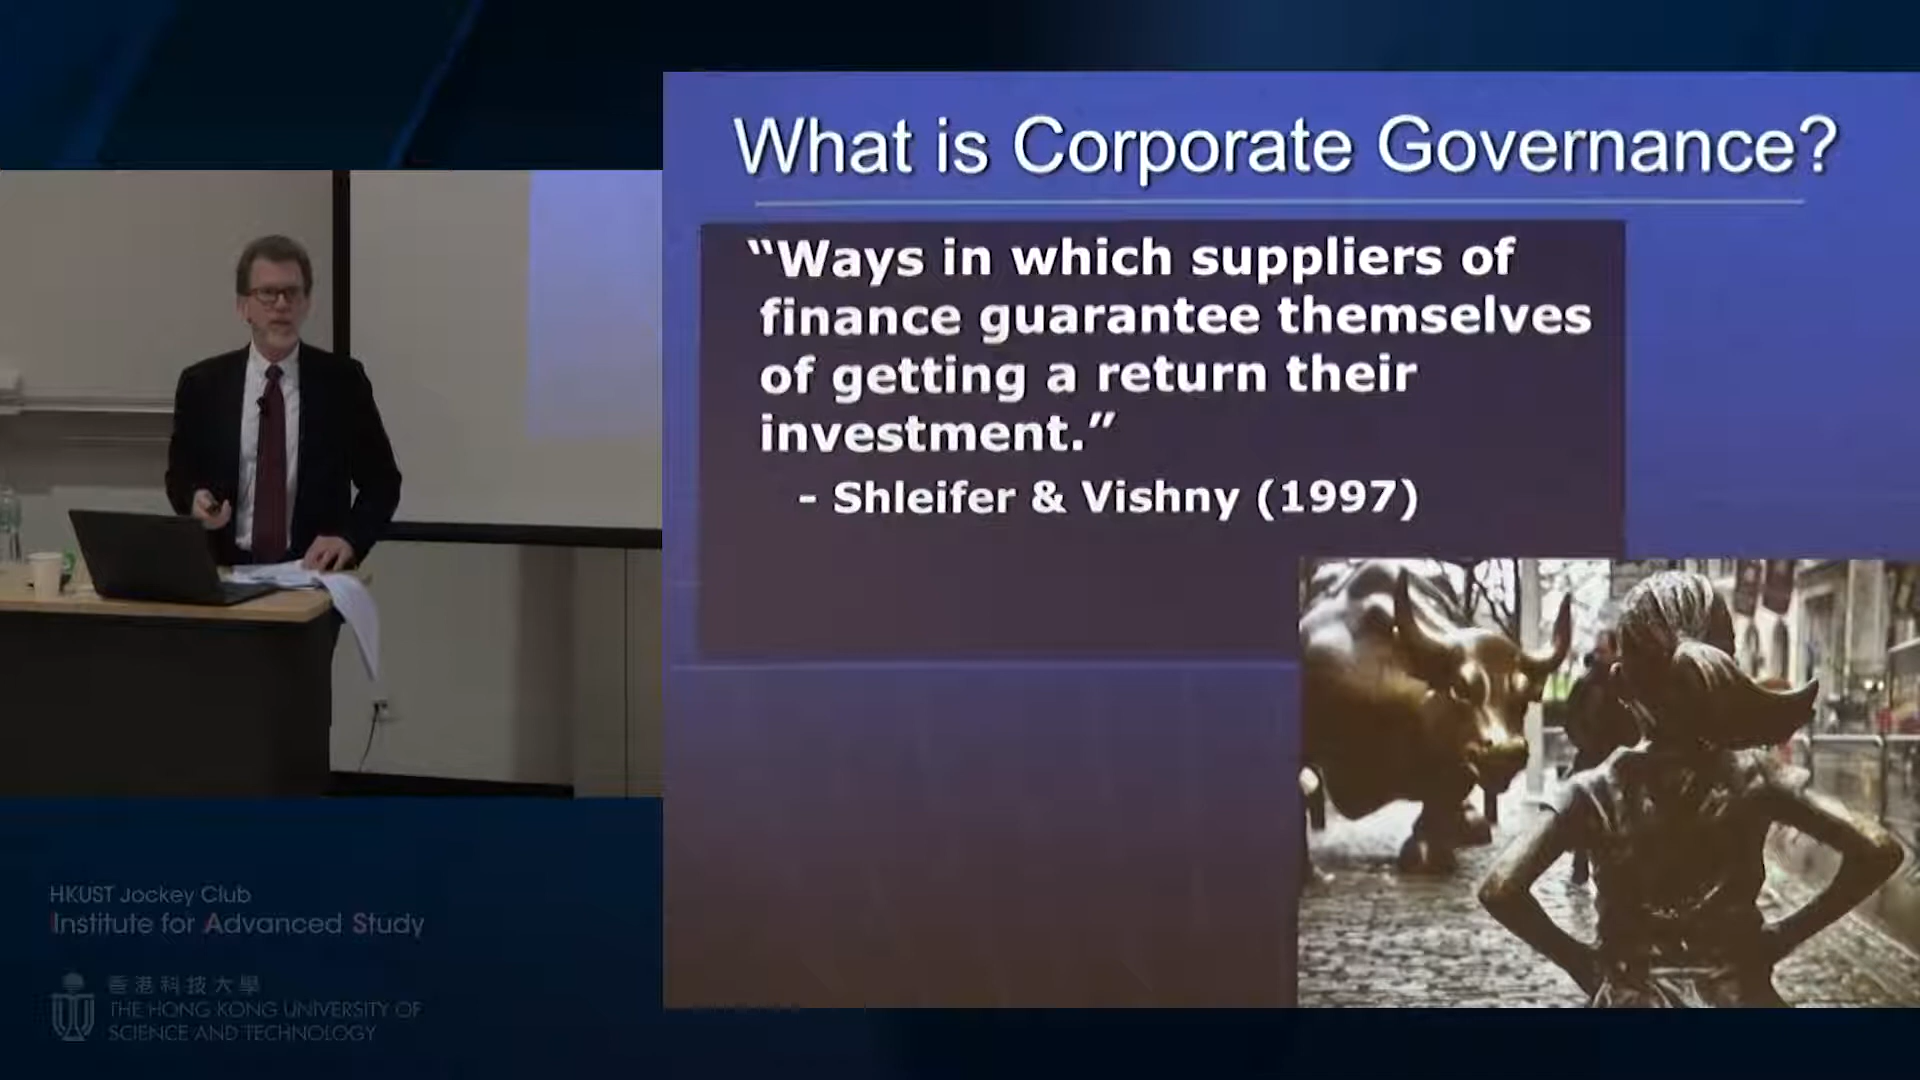 What is Corporate Governance?
“Ways in which suppliers of
finance guarantee themselves
of getting a return their
investment.”
- Shleifer & Vishny (1997)
HKUST Jockey Club
Institute for Advanced Study
香港科技大學
THE HONG KONG UNIVERSITY OF
SCIENCE AND TECHNOLOGY